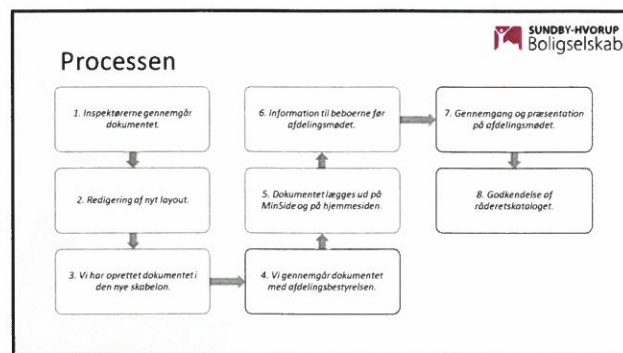 SUNDBY-HVORUP
Boligselskab
Processen
1. Inspektørerne gennemgår
dokumentet.
2. Redigering af nyt layout.
3. Vi har oprettet dokumentet i
den nye skabelon.
4. Vi gennemgår dokumentet
med afdelingsbestyrelsen.
5. Dokumentet lægges ud på
MinSide og på hjemmesiden.
6. Information til beboerne før
afdelingsmødet.
7. Gennemgang og præsentation
på afdelingsmødet.
8. Godkendelse af
råderetskataloget.